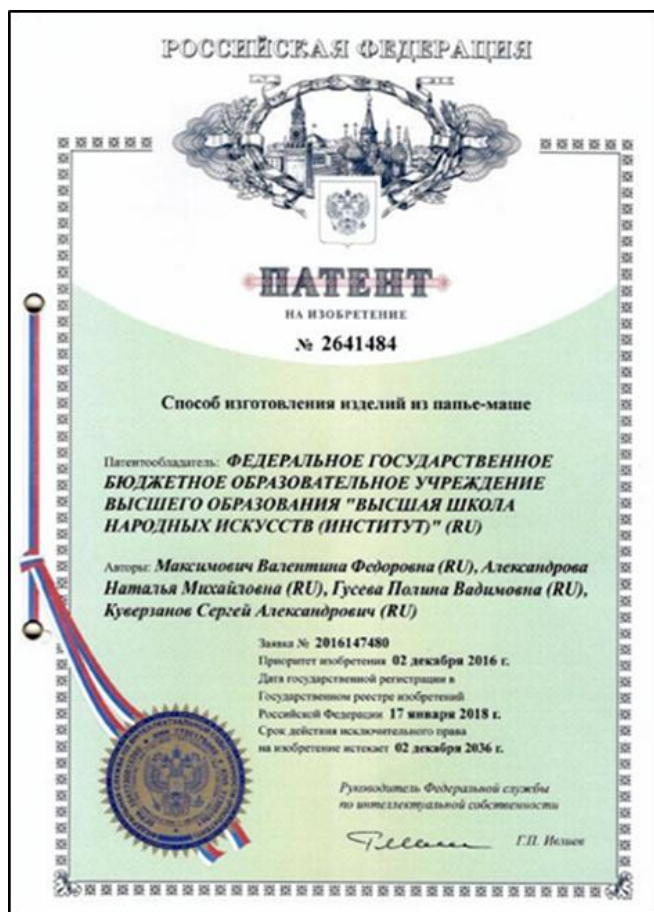 РОССИЙСКАЯ ФЕДЕРАЦИЯ
ПАТЕНТ
НА ИЗОБРЕТЕНИЕ
№ 2641484
Способ изготовления изделий из папье-маше
Патентообладатель: ФЕДЕРАЛЬНОЕ ГОСУДАРСТВЕННОЕ
БЮДЖЕТНОЕ ОБРАЗОВАТЕЛЬНОЕ УЧРЕЖДЕНИЕ
ВЫСШЕГО ОБРАЗОВАНИЯ "ВЫСШАЯ ШКОЛА
НАРОДНЫХ ИСКУССТВ (ИНСТИТУТ)" (RU)
Авторы: Максимович Валентина Федоровна (RU), Александрова
Наталья Михайловна (RU), Гусева Полина Вадимовна (RU),
Куверзанов Сергей Александрович (RU)
Заявка № 2016147480
Приоритет изобретения 02 декабря 2016 г.
Дата государственной регистрации в
Государственном реестре изобретений
Российской Федерации 17 января 2018 г.
Срок действия исключительного права
на изобретение истекает 02 декабря 2036 г.
Руководитель Федеральной службы
по интеллектуальной собственности
Г.П. Ивлиев